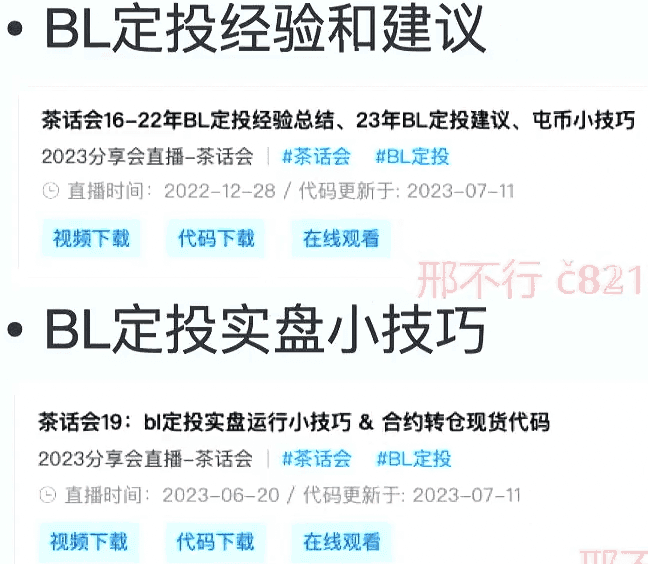 • BL定投经验和建议
茶话会16-22年BL定投经验总结、23年BL定投建议、屯币小技巧
2023分享会直播-茶话会 | #茶话会 #BL定投
直播时间：2022-12-28 / 代码更新于: 2023-07-11
视频下载 代码下载 在线观看
邢不行 č821
• BL定投实盘小技巧
茶话会19：bl定投实盘运行小技巧 & 合约转仓现货代码
2023分享会直播-茶话会 | #茶话会 #BL定投
直播时间：2023-06-20 / 代码更新于: 2023-07-11
视频下载 代码下载 在线观看